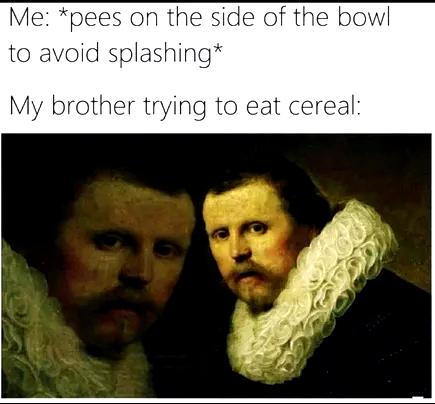 Me: *pees on the side of the bowl
to avoid splashing*
My brother trying to eat cereal: